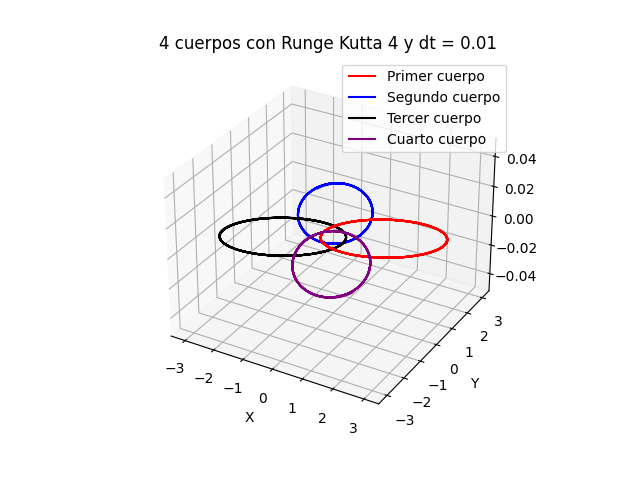 4 cuerpos con Runge Kutta 4 y dt = 0.01
Primer cuerpo
Segundo cuerpo
Tercer cuerpo
Cuarto cuerpo
0.04
0.02
0.00
−0.02
−0.04
3
2
1
0
−1
−2
−3
Y
−3
−2
−1
0
1
2
3
X